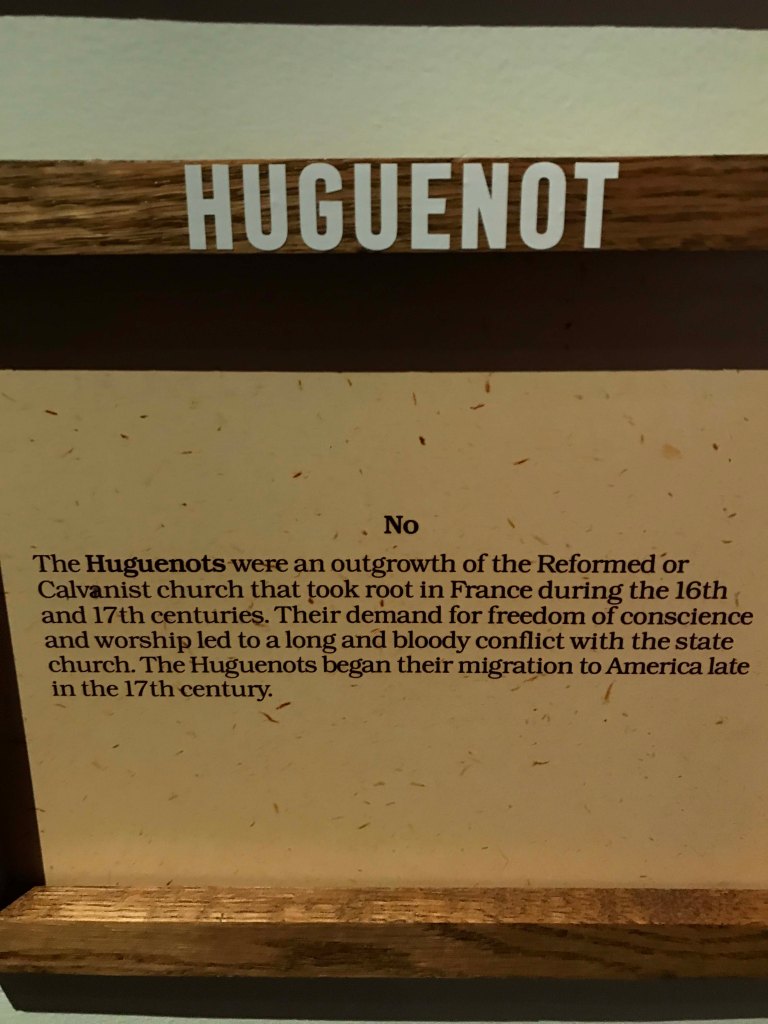 HUGUENOT
No
The Huguenots were an outgrowth of the Reformed or
Calvanist church that took root in France during the 16th
and 17th centuries. Their demand for freedom of conscience
and worship led to a long and bloody conflict with the state
church. The Huguenots began their migration to America late
in the 17th century.